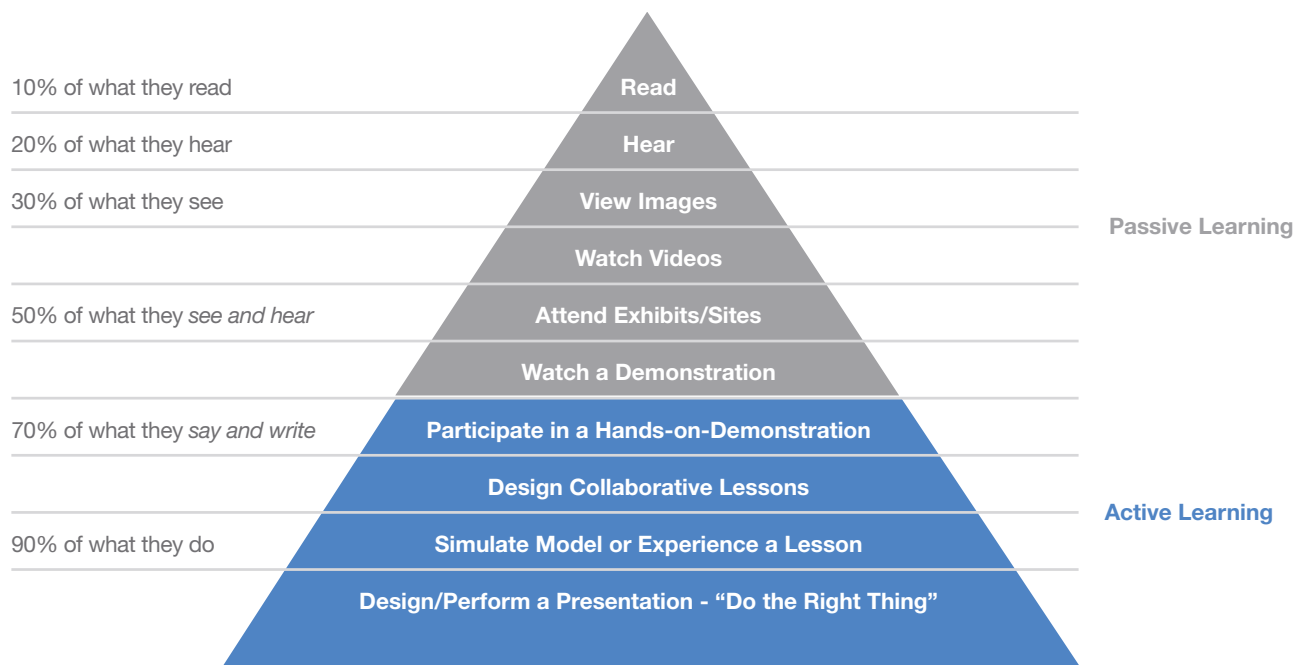 10% of what they read
Read
20% of what they hear
Hear
30% of what they see
View Images
Passive Learning
Watch Videos
50% of what they see and hear
Attend Exhibits/Sites
Watch a Demonstration
70% of what they say and write
Participate in a Hands-on-Demonstration
Design Collaborative Lessons
Active Learning
90% of what they do
Simulate Model or Experience a Lesson
Design/Perform a Presentation - “Do the Right Thing”